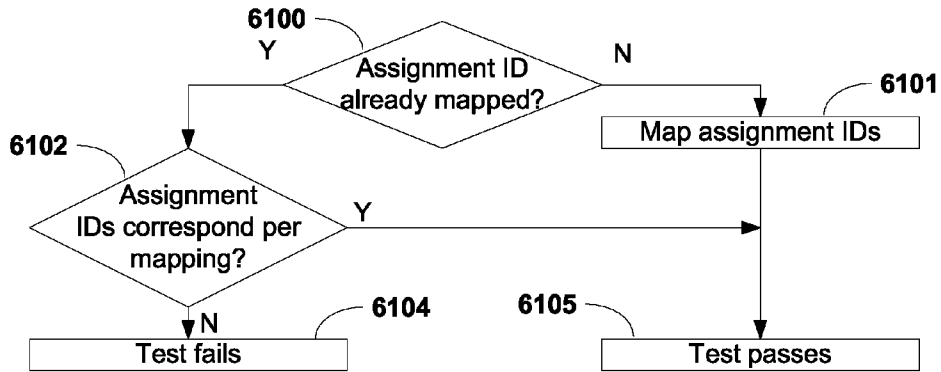 6100
Y
N
Assignment ID
already mapped?
6101
Map assignment IDs
6102
Assignment
IDs correspond per
mapping?
Y
N
6104
Test fails
6105
Test passes